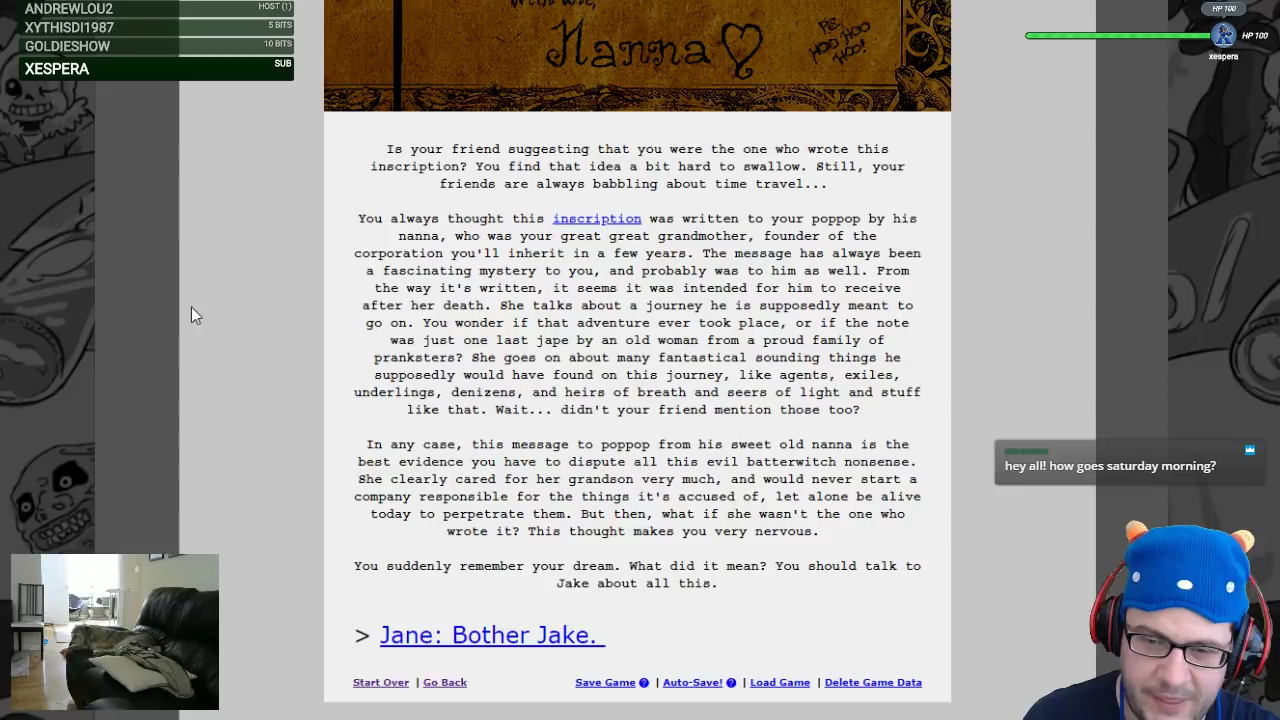 ANDREWLOU2 HOST (1)
XYTHISDI1987 5 BITS
GOLDIESHOW 10 BITS
XESPERA SUB
HP 100
HP 100
xespera
Nanna
P.S.
HOO HOO
HOO!
Is your friend suggesting that you were the one who wrote this
inscription? You find that idea a bit hard to swallow. Still, your
friends are always babbling about time travel...
You always thought this inscription was written to your poppop by his
nanna, who was your great great grandmother, founder of the
corporation you'll inherit in a few years. The message has always been
a fascinating mystery to you, and probably was to him as well. From
the way it's written, it seems it was intended for him to receive
after her death. She talks about a journey he is supposedly meant to
go on. You wonder if that adventure ever took place, or if the note
was just one last jape by an old woman from a proud family of
pranksters? She goes on about many fantastical sounding things he
supposedly would have found on this journey, like agents, exiles,
underlings, denizens, and heirs of breath and seers of light and stuff
like that. Wait... didn't your friend mention those too?
In any case, this message to poppop from his sweet old nanna is the
best evidence you have to dispute all this evil batterwitch nonsense.
She clearly cared for her grandson very much, and would never start a
company responsible for the things it's accused of, let alone be alive
today to perpetrate them. But then, what if she wasn't the one who
wrote it? This thought makes you very nervous.
You suddenly remember your dream. What did it mean? You should talk to
Jake about all this.
> Jane: Bother Jake.
Start Over | Go Back Save Game ? | Auto-Save! ? | Load Game | Delete Game Data
hey all! how goes saturday morning?